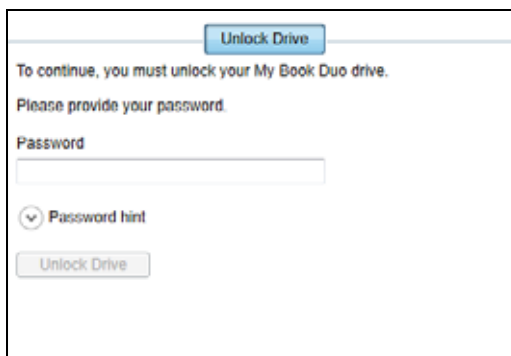 Unlock Drive
To continue, you must unlock your My Book Duo drive.
Please provide your password.
Password
Password hint
Unlock Drive